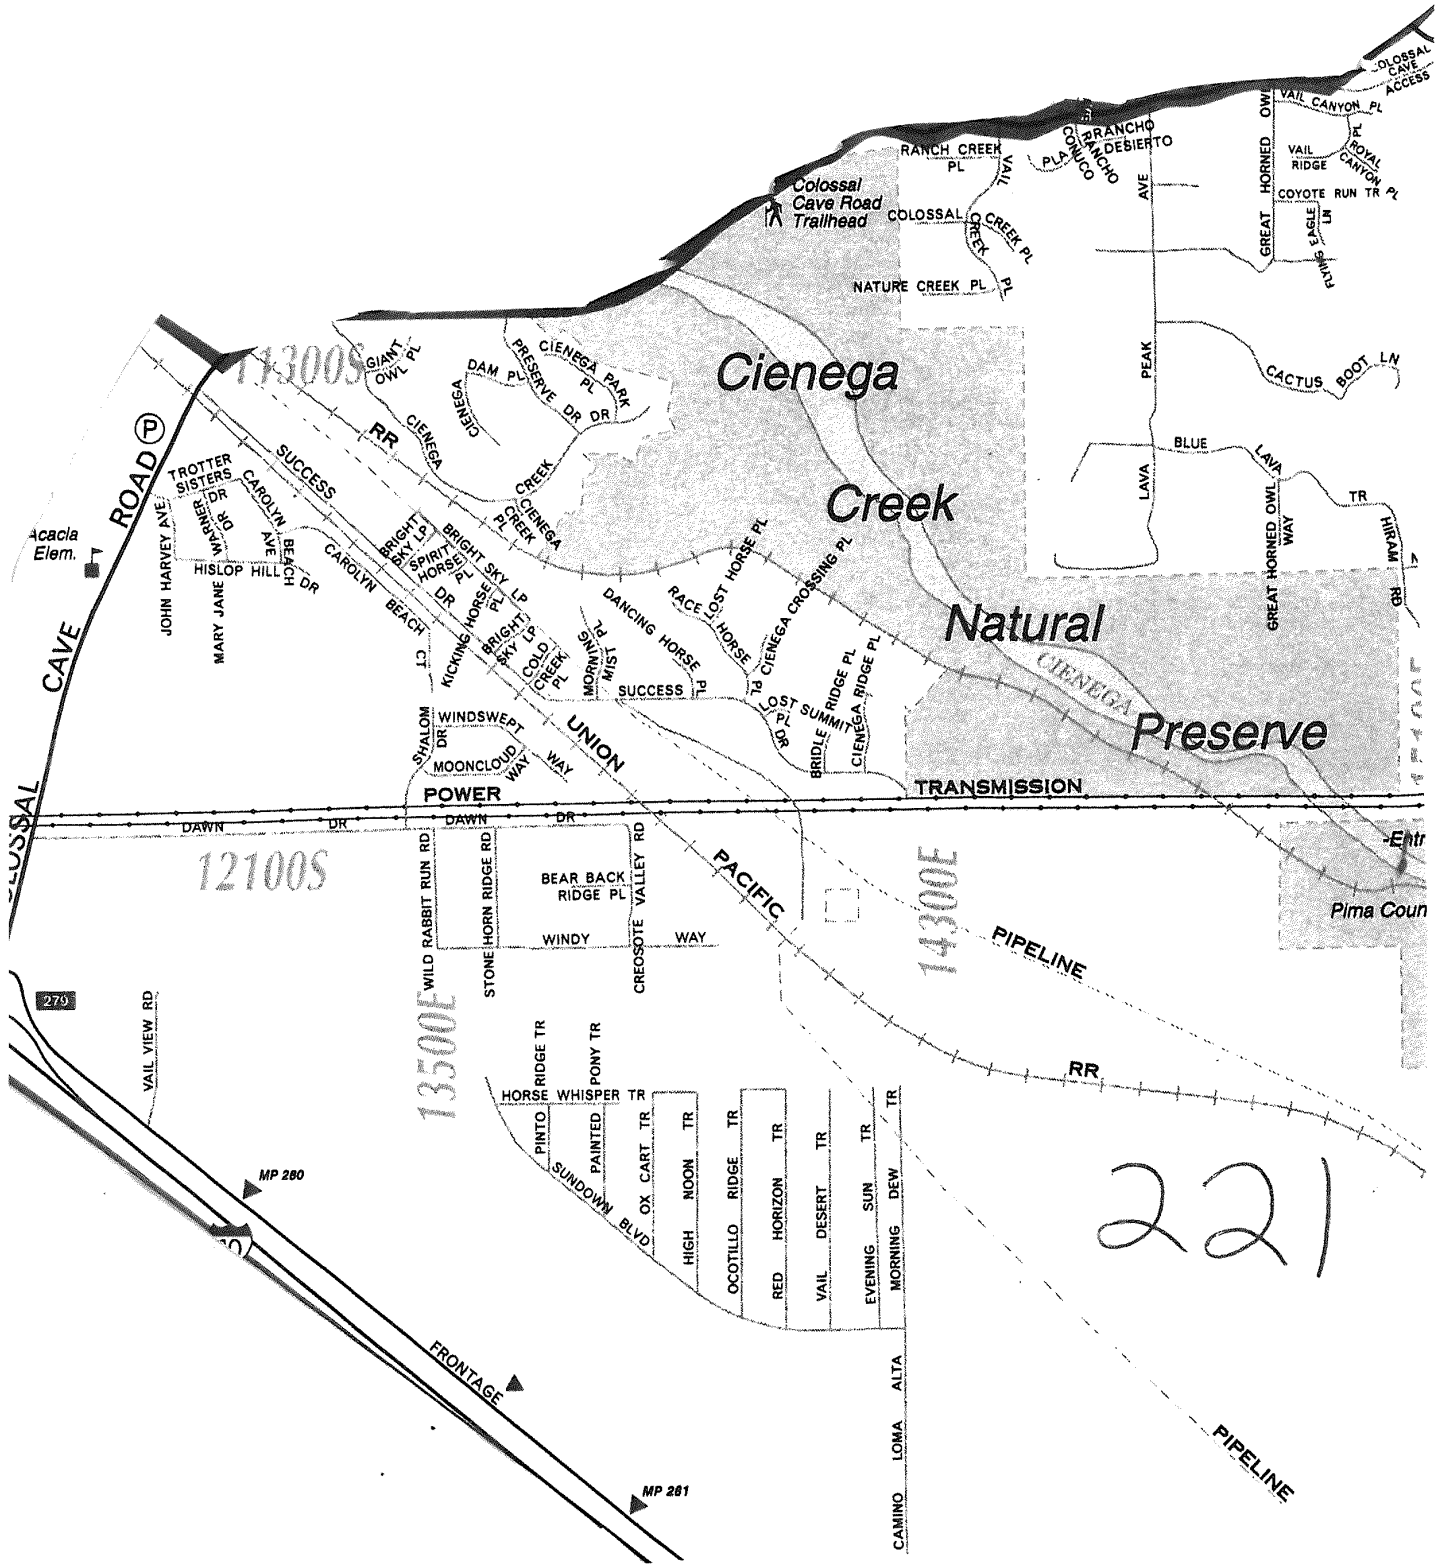 COLOSSAL
CAVE
ACCESS
VAIL CANYON PL
ROYAL
CANYON PL
PL
VAIL
RIDGE
COYOTE RUN TR PL
FLYING EAGLE
LN
GREAT HORNED OWL
RANCHO
DESIERTO
RANCHO
CONUCO
PLA
RANCH CREEK
PL
VAIL
CREEK
PL
COLOSSAL CREEK PL
NATURE CREEK PL
Colossal
Cave Road
Trailhead
AVE
PEAK
LAVA
CACTUS BOOT LN
BLUE LAVA TR
GREAT HORNED OWL
WAY
HIRAM RD
11300S
GIANT
OWL PL
CIENEGA
DAM PL
CIENEGA PARK
PL
PRESERVE DR DR
CIENEGA CREEK
CIENEGA
CREEK
PL
RR
Cienega
Creek
Natural
Preserve
CIENEGA
P
COLOSSAL CAVE ROAD
Acacia
Elem.
TROTTER
SISTERS
DR
SUCCESS DR
CAROLYN
BEACH
AVE
WARNER
DR
MARY JANE
JOHN HARVEY AVE
HISLOP HILL DR
CAROLYN BEACH CT
BRIGHT
SKY LP
SPIRIT
HORSE
PL
BRIGHT SKY LP
KICKING HORSE
PL
BRIGHT
SKY LP
COLD
CREEK
PL
MORNING
MIST PL
DANCING HORSE PL
RACE HORSE PL
LOST HORSE PL
CIENEGA CROSSING PL
SUCCESS
DR
LOST SUMMIT
PL
BRIDLE RIDGE PL
CIENEGA RIDGE PL
SHALOM
DR
WINDSWEPT WAY
MOONCLOUD
WAY
UNION PACIFIC RR
POWER TRANSMISSION
DAWN DR DAWN DR
12100S
WILD RABBIT RUN RD
STONE HORN RIDGE RD
BEAR BACK
RIDGE PL
CREOSOTE VALLEY RD
WINDY WAY
14300E
PIPELINE
Pima Coun
279
VAIL VIEW RD
13500E
HORSE WHISPER TR
PINTO RIDGE TR
PAINTED PONY TR
OX CART TR
HIGH NOON TR
OCOTILLO RIDGE TR
RED HORIZON TR
VAIL DESERT TR
EVENING SUN TR
MORNING DEW TR
SUNDOWN BLVD
MP 280
FRONTAGE
MP 281
CAMINO LOMA ALTA
PIPELINE
221